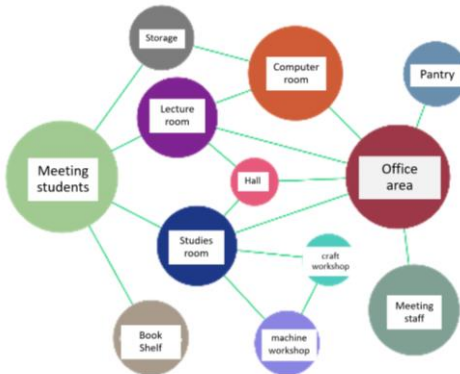 Storage
Computer
room
Pantry
Lecture
room
Meeting
students
Hall
Office
area
Studies
room
craft
workshop
Meeting
staff
Book
Shelf
machine
workshop